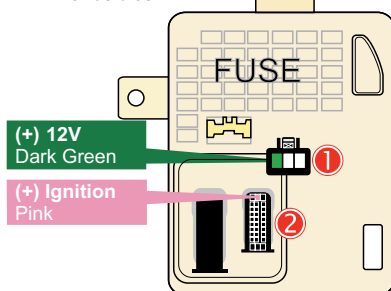 FUSE
(+) 12V
Dark Green
1
(+) Ignition
Pink
2